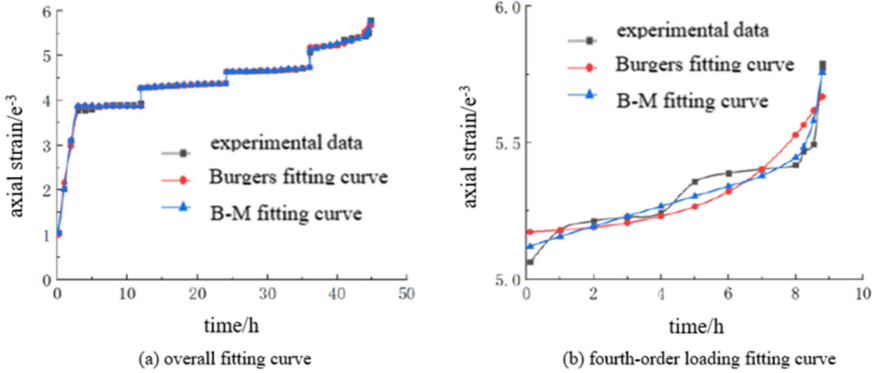 6
5
4
3
2
1
0
axial strain/e-3
experimental data
Burgers fitting curve
B-M fitting curve
0 10 20 30 40 50
time/h
(a) overall fitting curve
6.0
5.5
5.0
axial strain/e-3
experimental data
Burgers fitting curve
B-M fitting curve
0 2 4 6 8 10
time/h
(b) fourth-order loading fitting curve